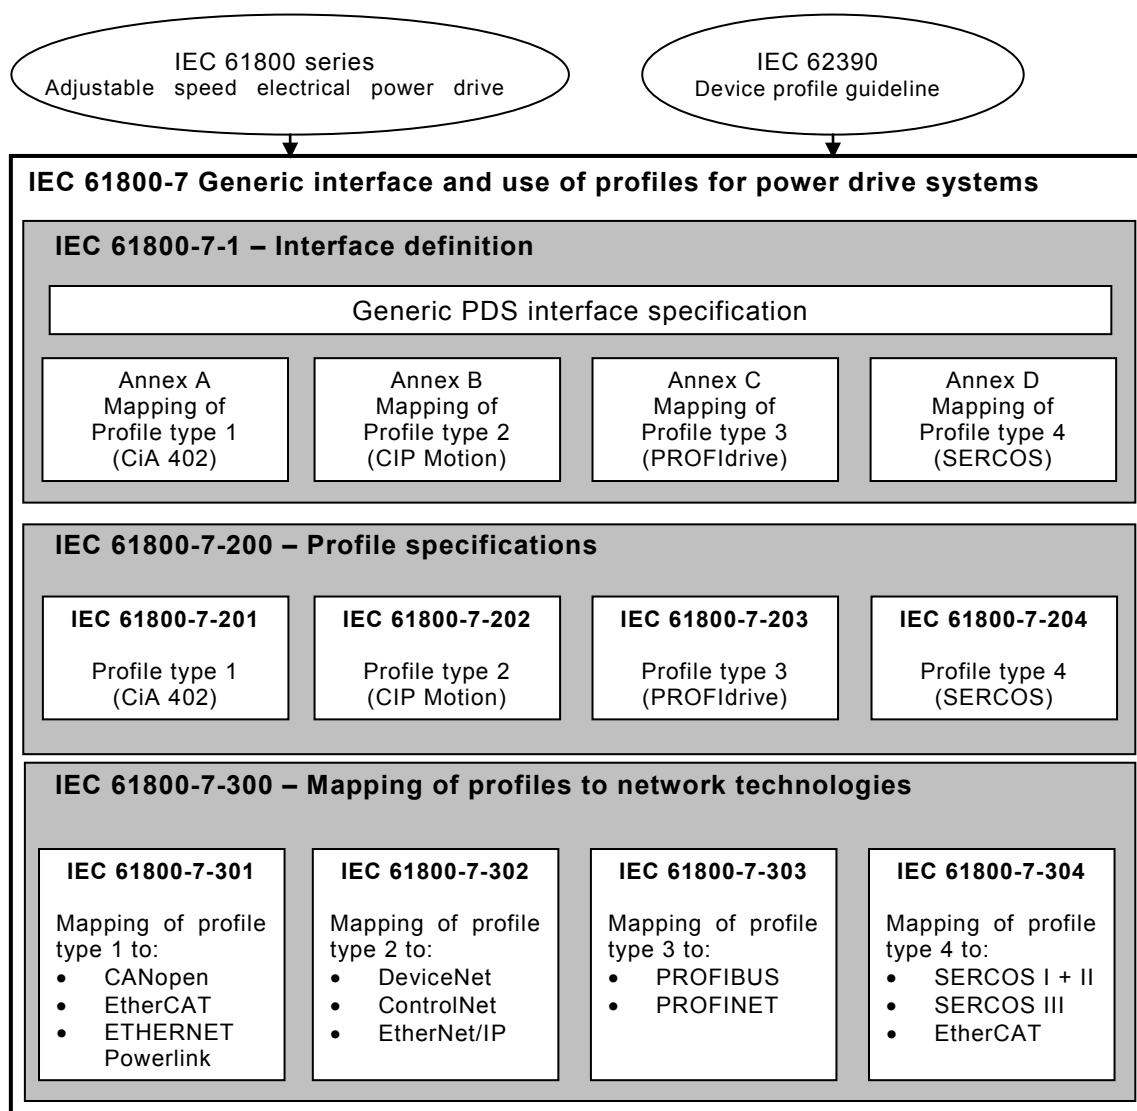 IEC 61800 series
Adjustable speed electrical power drive
IEC 62390
Device profile guideline
IEC 61800-7 Generic interface and use of profiles for power drive systems
IEC 61800-7-1 – Interface definition
Generic PDS interface specification
Annex A
Mapping of
Profile type 1
(CiA 402)
Annex B
Mapping of
Profile type 2
(CIP Motion)
Annex C
Mapping of
Profile type 3
(PROFIdrive)
Annex D
Mapping of
Profile type 4
(SERCOS)
IEC 61800-7-200 – Profile specifications
IEC 61800-7-201
Profile type 1
(CiA 402)
IEC 61800-7-202
Profile type 2
(CIP Motion)
IEC 61800-7-203
Profile type 3
(PROFIdrive)
IEC 61800-7-204
Profile type 4
(SERCOS)
IEC 61800-7-300 – Mapping of profiles to network technologies
IEC 61800-7-301
Mapping of profile
type 1 to:
• CANopen
• EtherCAT
• ETHERNET
Powerlink
IEC 61800-7-302
Mapping of profile
type 2 to:
• DeviceNet
• ControlNet
• EtherNet/IP
IEC 61800-7-303
Mapping of profile
type 3 to:
• PROFIBUS
• PROFINET
IEC 61800-7-304
Mapping of profile
type 4 to:
• SERCOS I + II
• SERCOS III
• EtherCAT